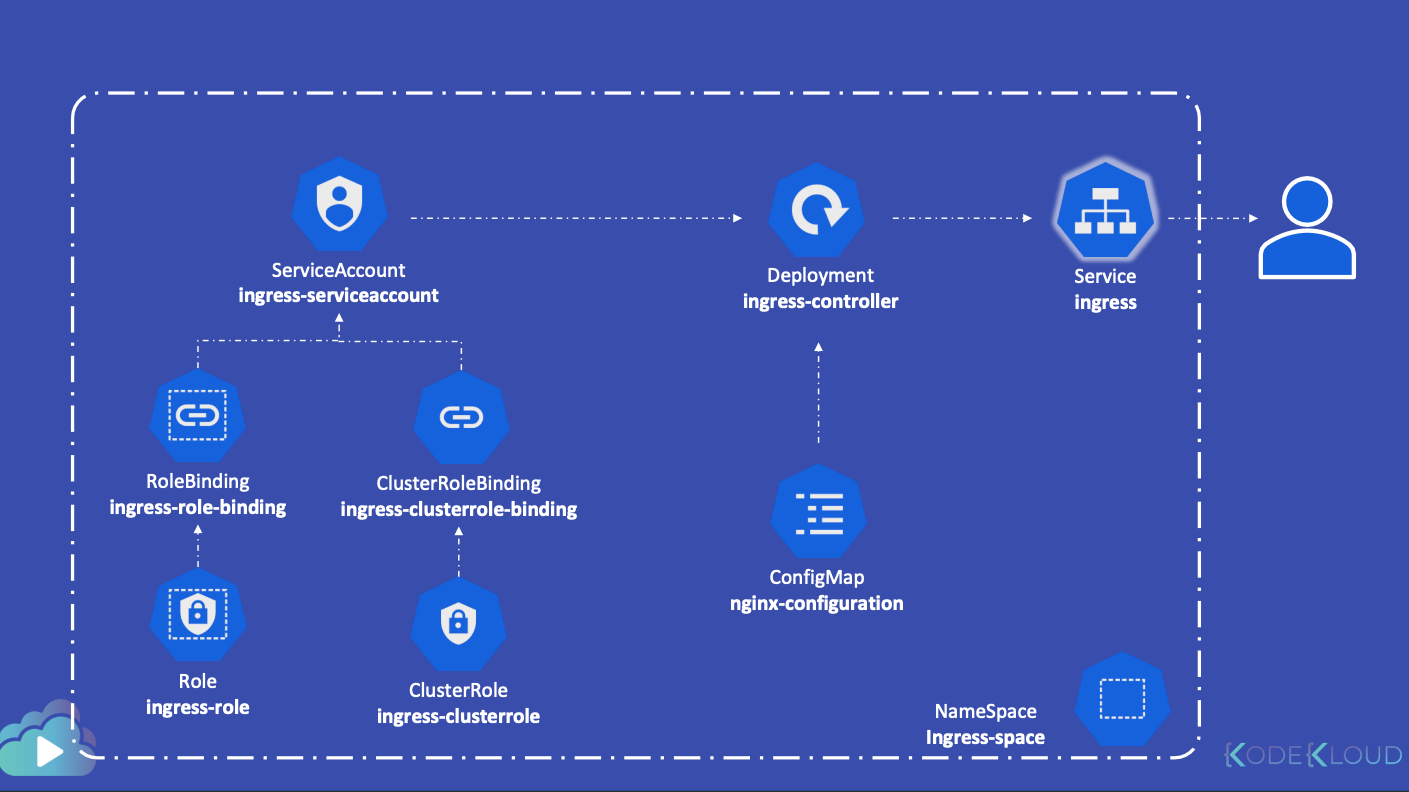 ServiceAccount
ingress-serviceaccount
Deployment
ingress-controller
Service
ingress
RoleBinding
ingress-role-binding
ClusterRoleBinding
ingress-clusterrole-binding
ConfigMap
nginx-configuration
Role
ingress-role
ClusterRole
ingress-clusterrole
NameSpace
Ingress-space
KODEKLOUD